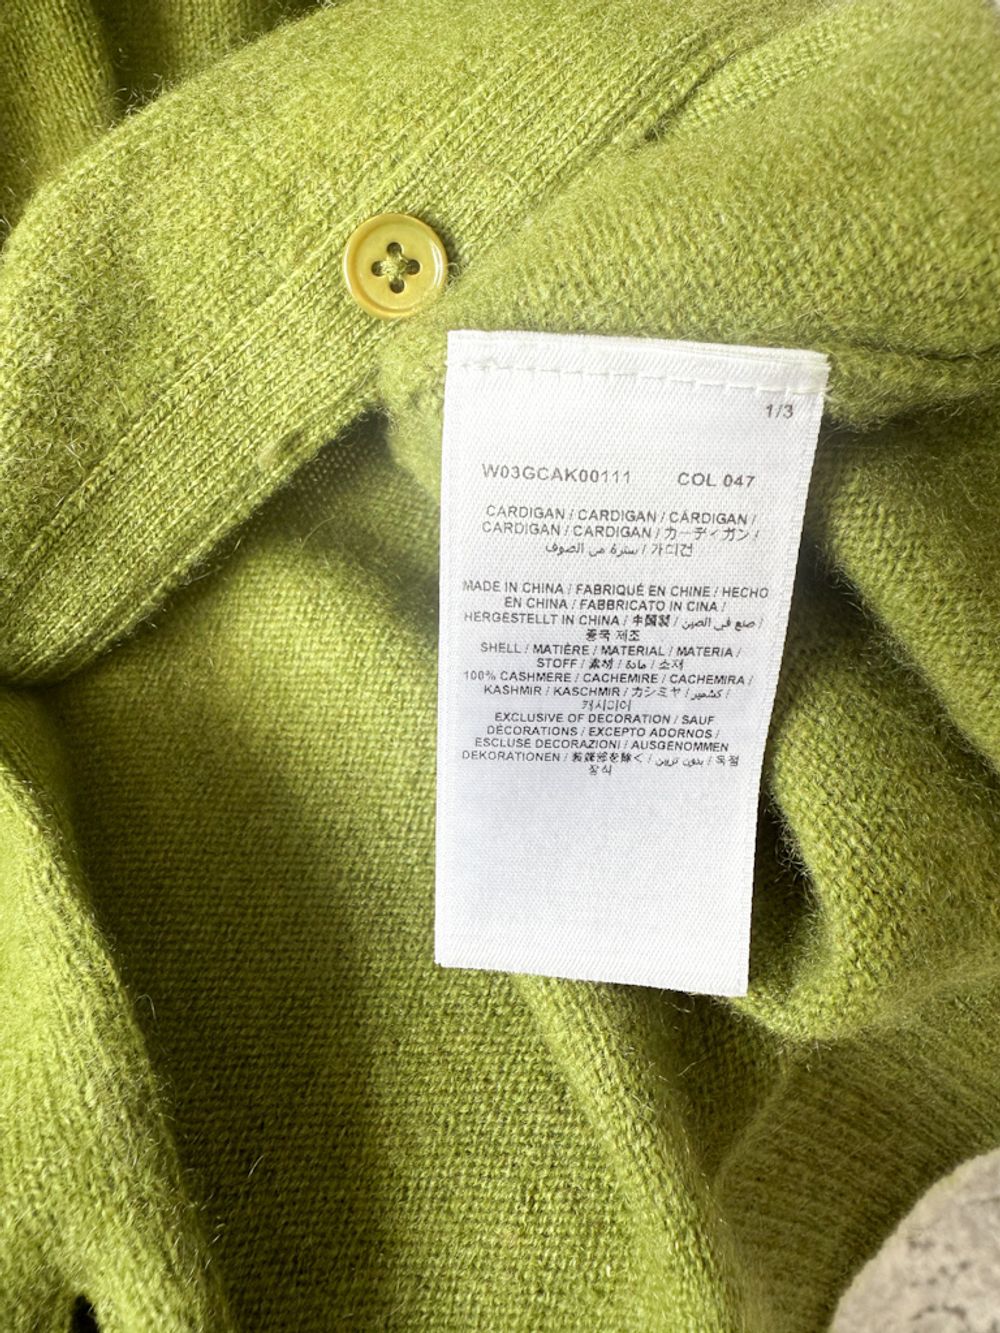 1/3
W03GCAK00111 COL 047
CARDIGAN / CARDIGAN / CÁRDIGAN /
CARDIGAN / CARDIGAN / カーディガン /
سترة من الصوف / 가디건
MADE IN CHINA / FABRIQUÉ EN CHINE / HECHO
EN CHINA / FABBRICATO IN CINA /
HERGESTELLT IN CHINA / 中国製 / صنع في الصين /
중국 제조
SHELL / MATIÈRE / MATERIAL / MATERIA /
STOFF / 素材 / مادة / 소재
100% CASHMERE / CACHEMIRE / CACHEMIRA /
KASHMIR / KASCHMIR / カシミヤ / كشمير /
캐시미어
EXCLUSIVE OF DECORATION / SAUF
DÉCORATIONS / EXCEPTO ADORNOS /
ESCLUSE DECORAZIONI / AUSGENOMMEN
DEKORATIONEN / 装飾部を除く / بدون تزيين / 독점
장식